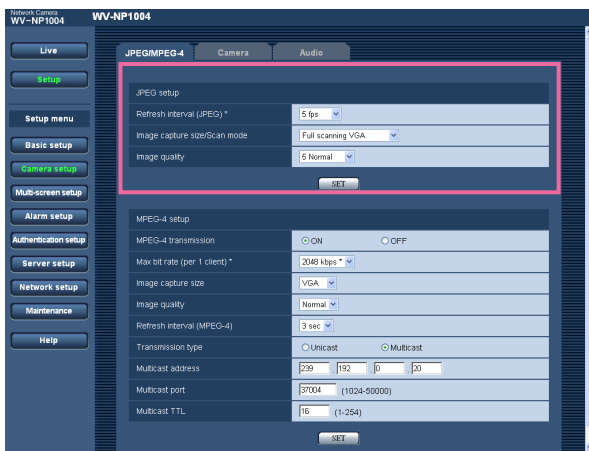 Network Camera
WV-NP1004
WV-NP1004
Live
Setup
Setup menu
Basic setup
Camera setup
Multi-screen setup
Alarm setup
Authentication setup
Server setup
Network setup
Maintenance
Help
JPEG/MPEG-4 Camera Audio
JPEG setup
Refresh interval (JPEG) * 5 fps
Image capture size/Scan mode Full scanning VGA
Image quality 5 Normal
SET
MPEG-4 setup
MPEG-4 transmission ON OFF
Max bit rate (per 1 client) * 2048 kbps *
Image capture size VGA
Image quality Normal
Refresh interval (MPEG-4) 3 sec
Transmission type Unicast Multicast
Multicast address 239 . 192 . 0 . 20
Multicast port 37004 (1024-50000)
Multicast TTL 16 (1-254)
SET